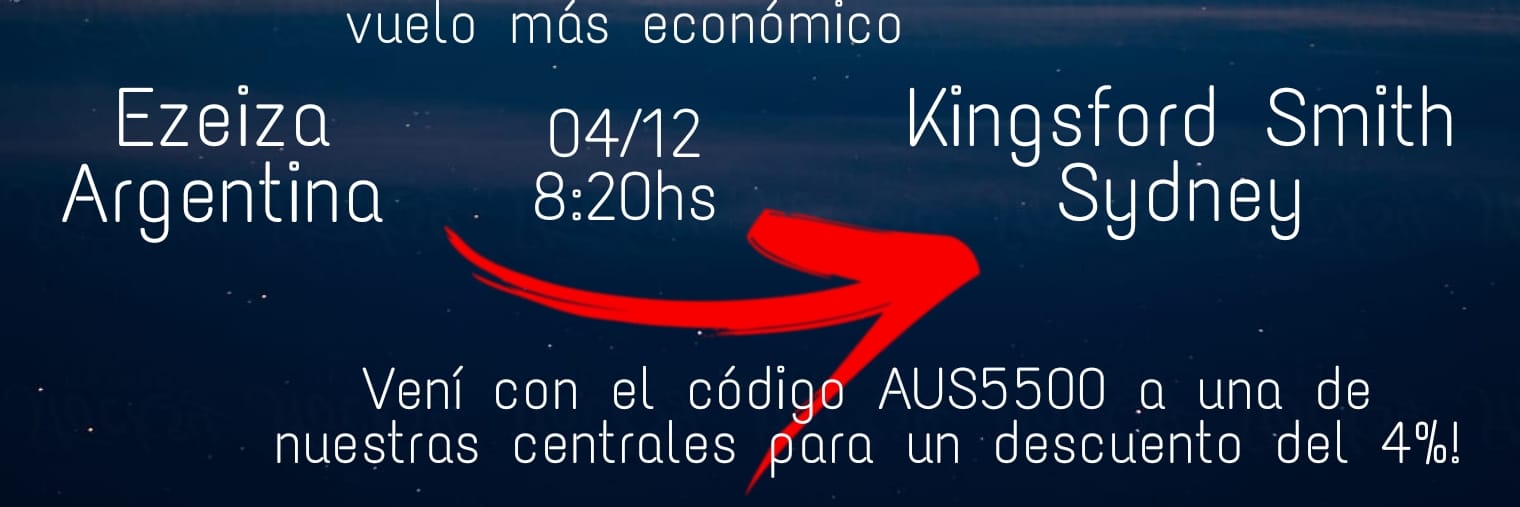 vuelo más económico
Ezeiza
Argentina
04/12
8:20hs
Kingsford Smith
Sydney
Vení con el código AUS5500 a una de
nuestras centrales para un descuento del 4%!